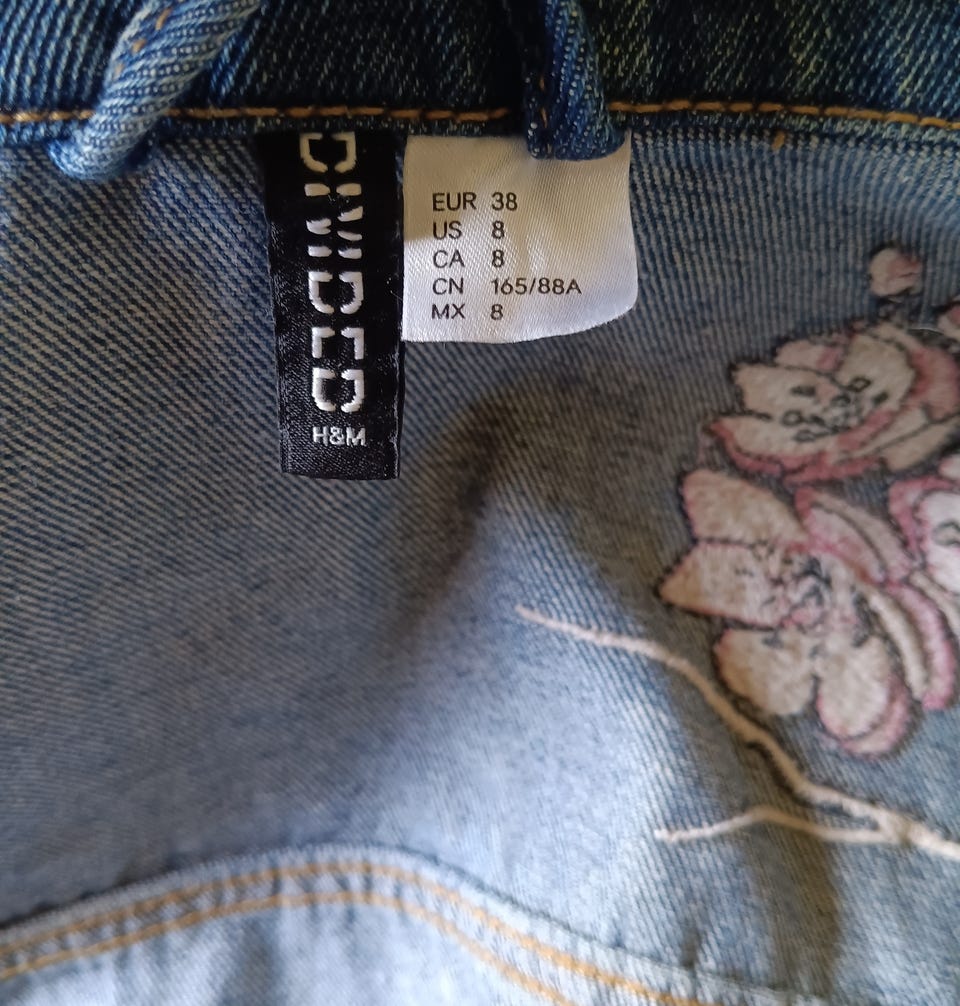 DIVIDED
H&M
EUR 38
US 8
CA 8
CN 165/88A
MX 8